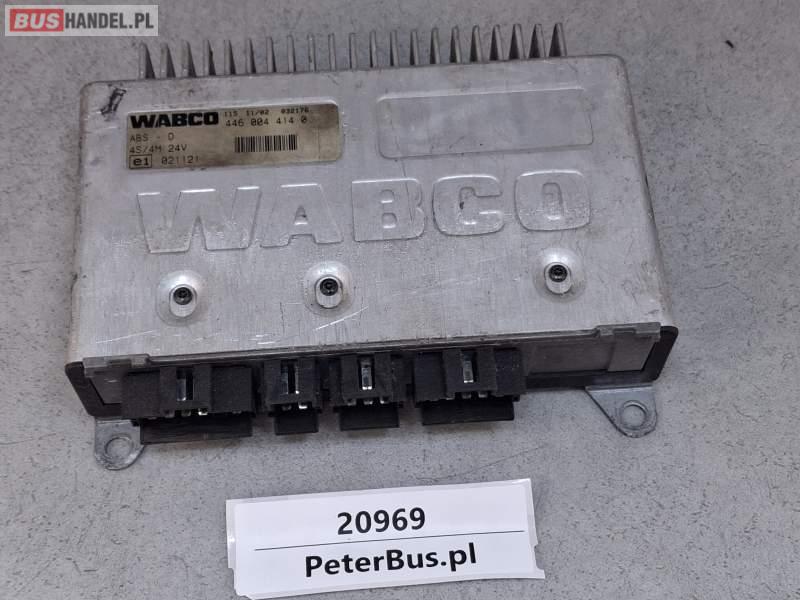 BUSHANDEL.PL
WABCO 115 11/02 032176
446 004 414 0
ABS - D
4S/4M 24V
e1 021121
WABCO
20969
PeterBus.pl